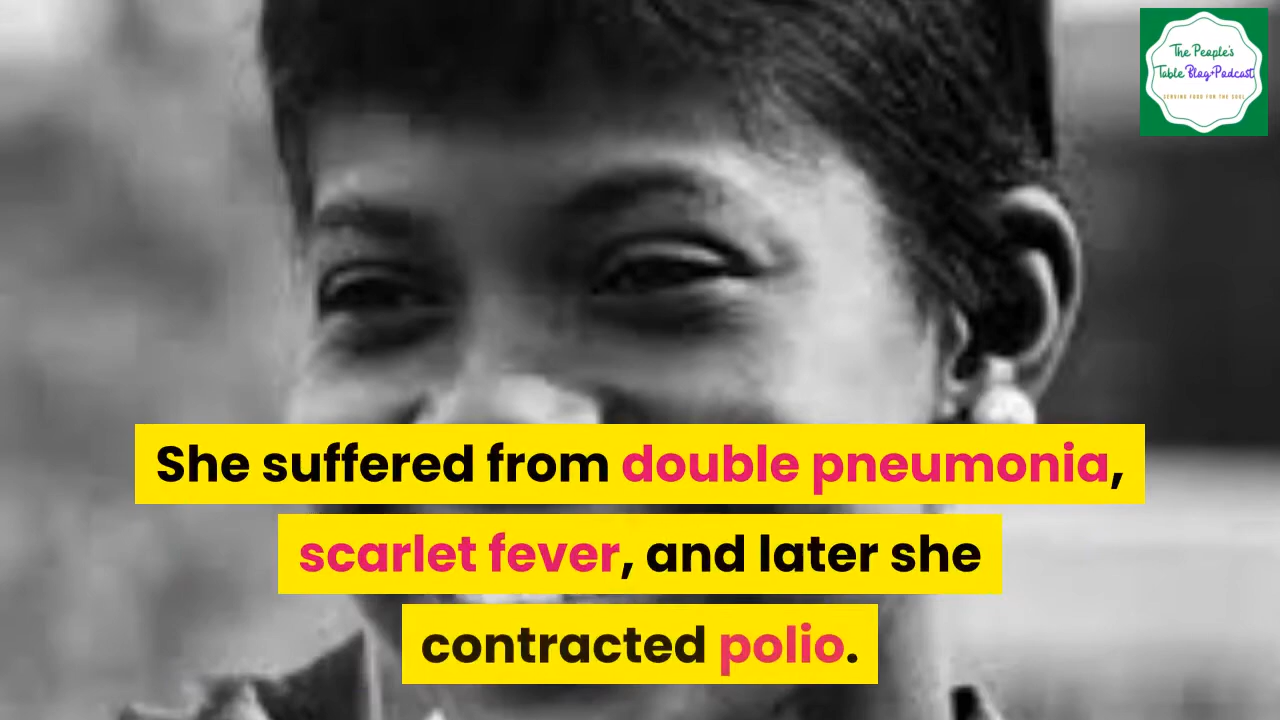 The People's
Table Blog+Podcast
SERVING FOOD FOR THE SOUL
She suffered from double pneumonia,
scarlet fever, and later she
contracted polio.